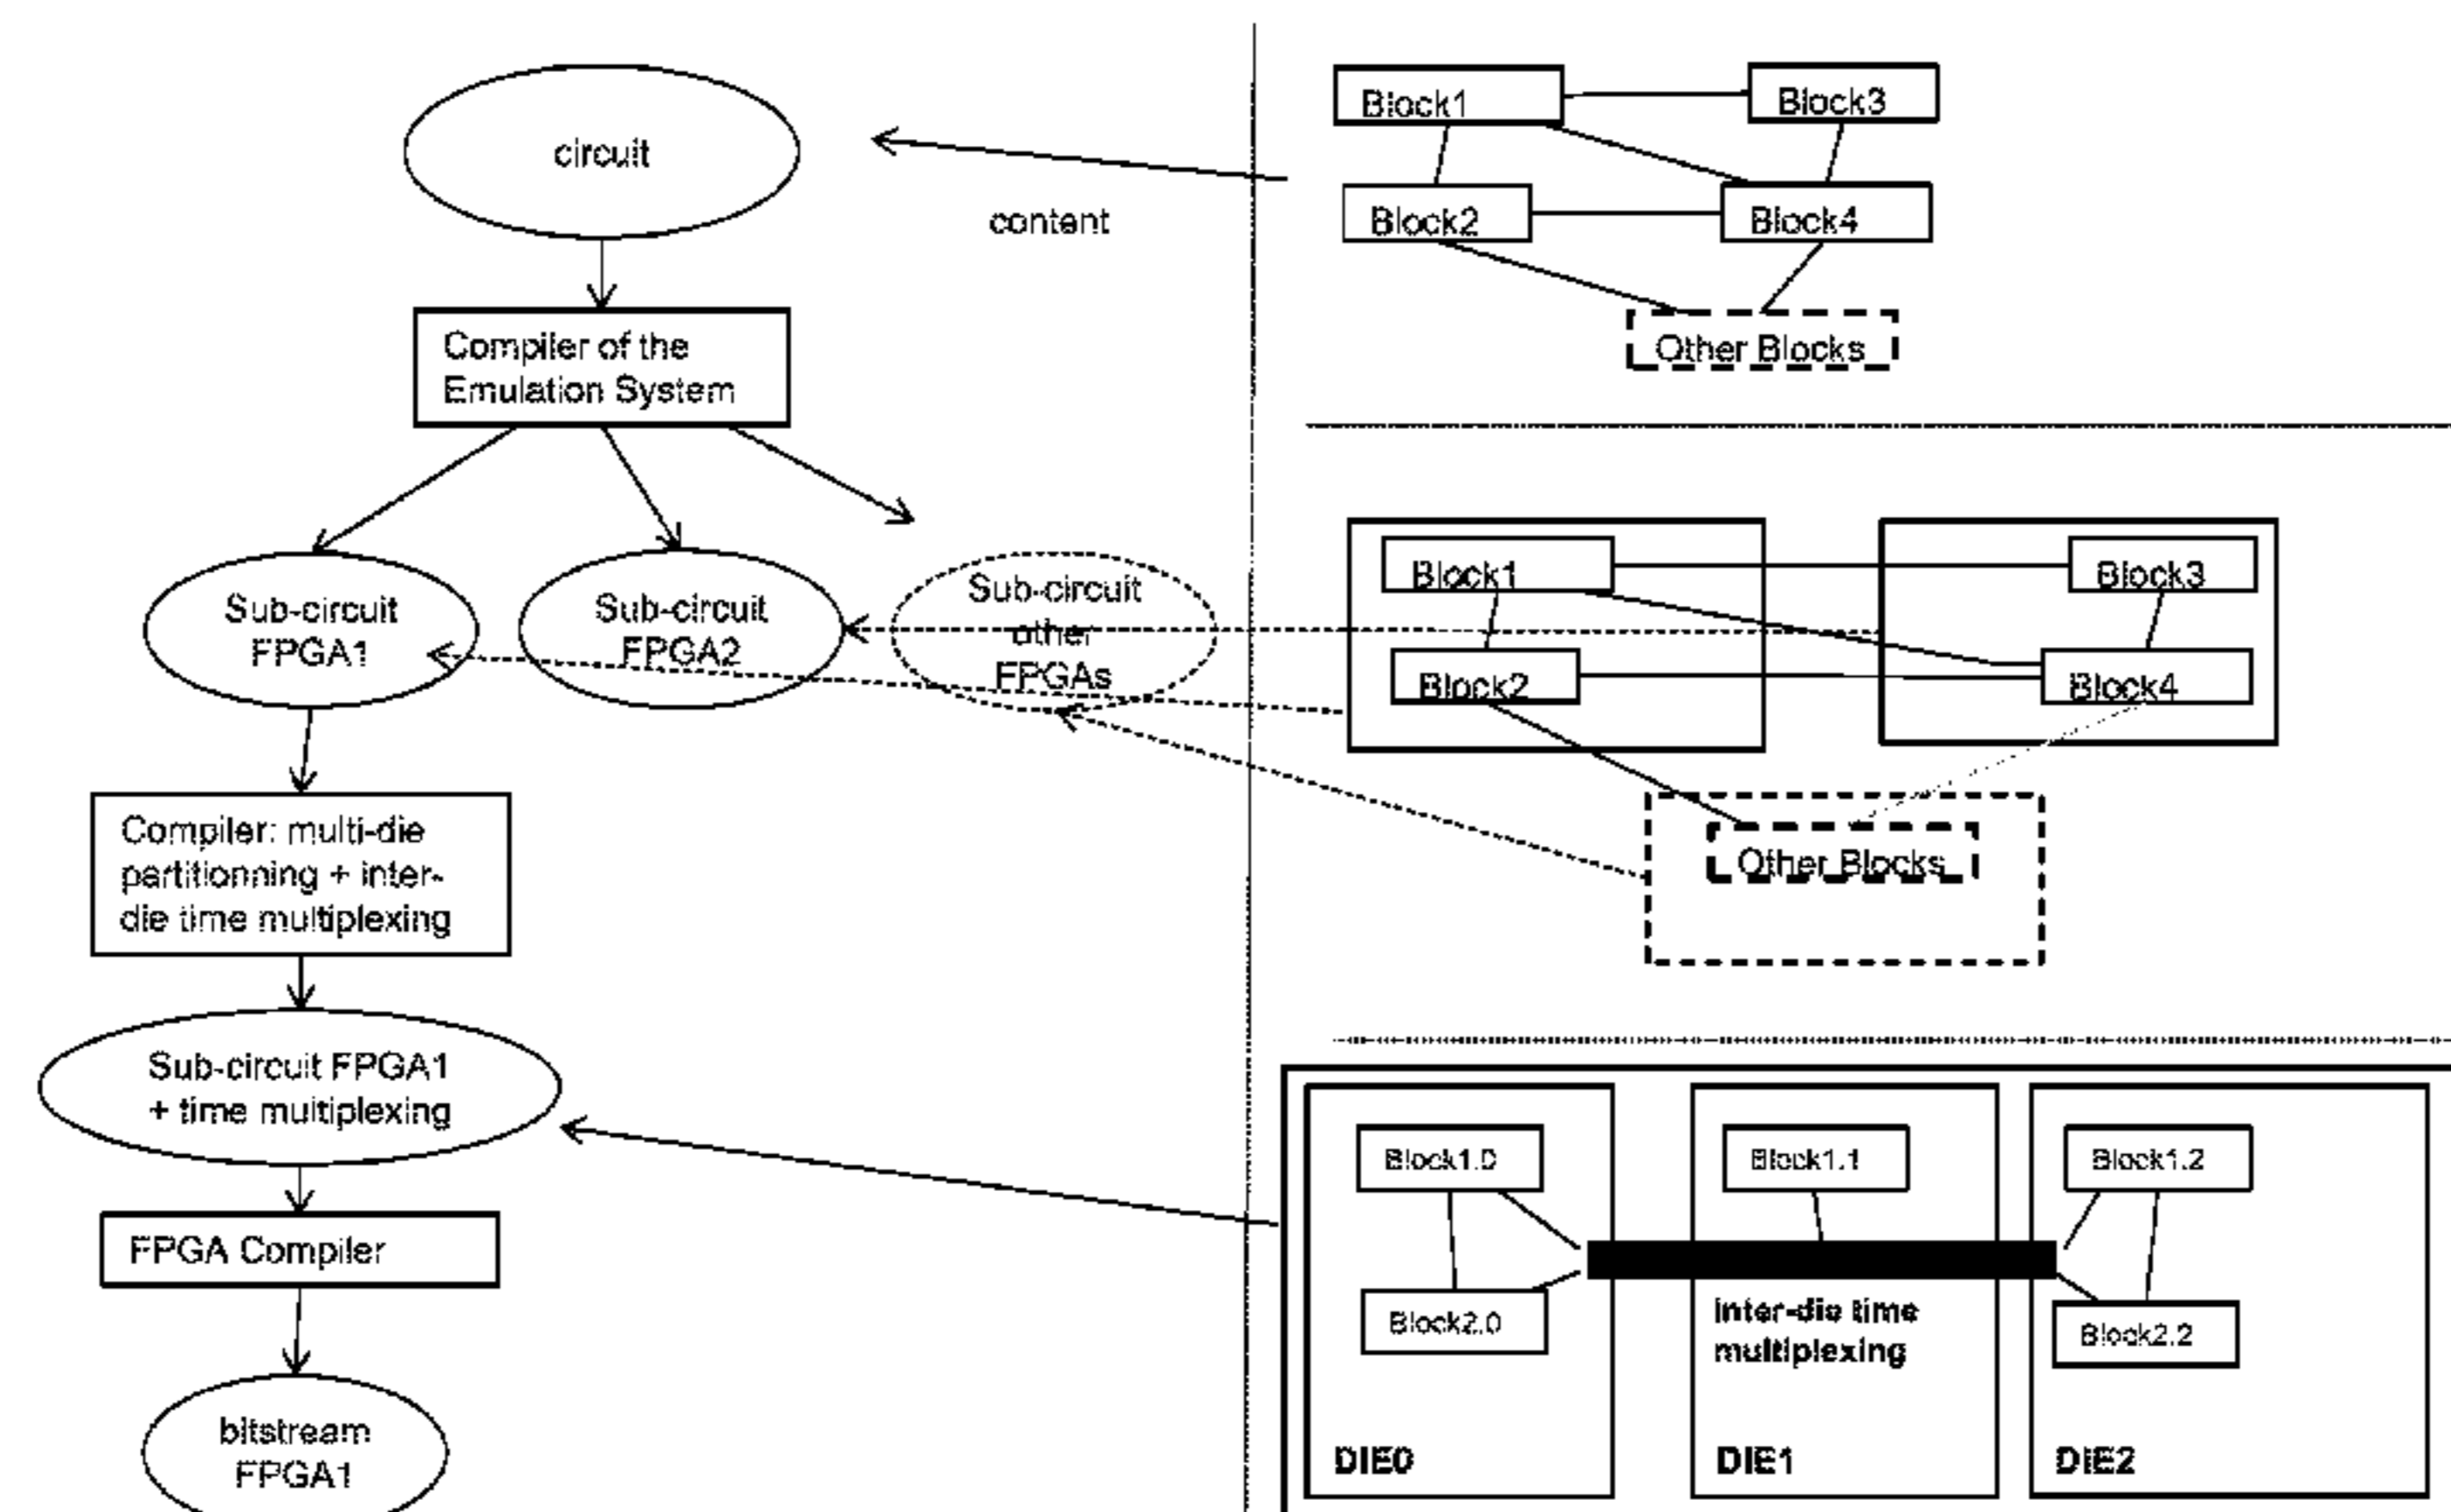 circuit
content
Compiler of the
Emulation System
Sub-circuit
FPGA1
Sub-circuit
FPGA2
Sub-circuit
other
FPGAs
Compiler: multi-die
partitionning + inter-
die time multiplexing
Sub-circuit FPGA1
+ time multiplexing
FPGA Compiler
bitstream
FPGA1
Block1
Block3
Block2
Block4
Other Blocks
Block1
Block3
Block2
Block4
Other Blocks
Block1.0
Block1.1
Block1.2
Block2.0
inter-die time
multiplexing
Block2.2
DIE0
DIE1
DIE2